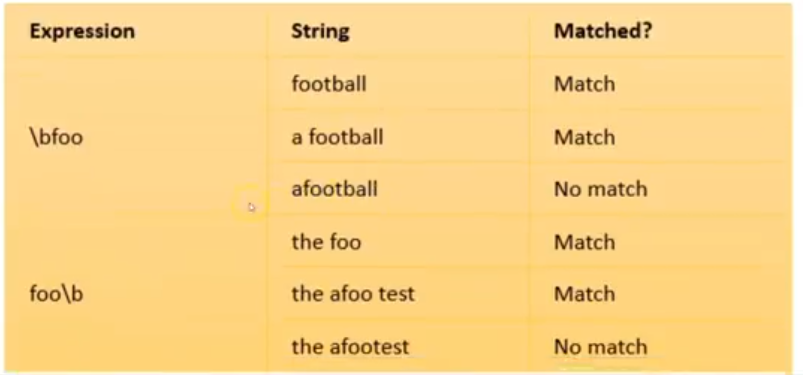 Expression String Matched?
football Match
\bfoo a football Match
afootball No match
the foo Match
foo\b the afoo test Match
the afootest No match